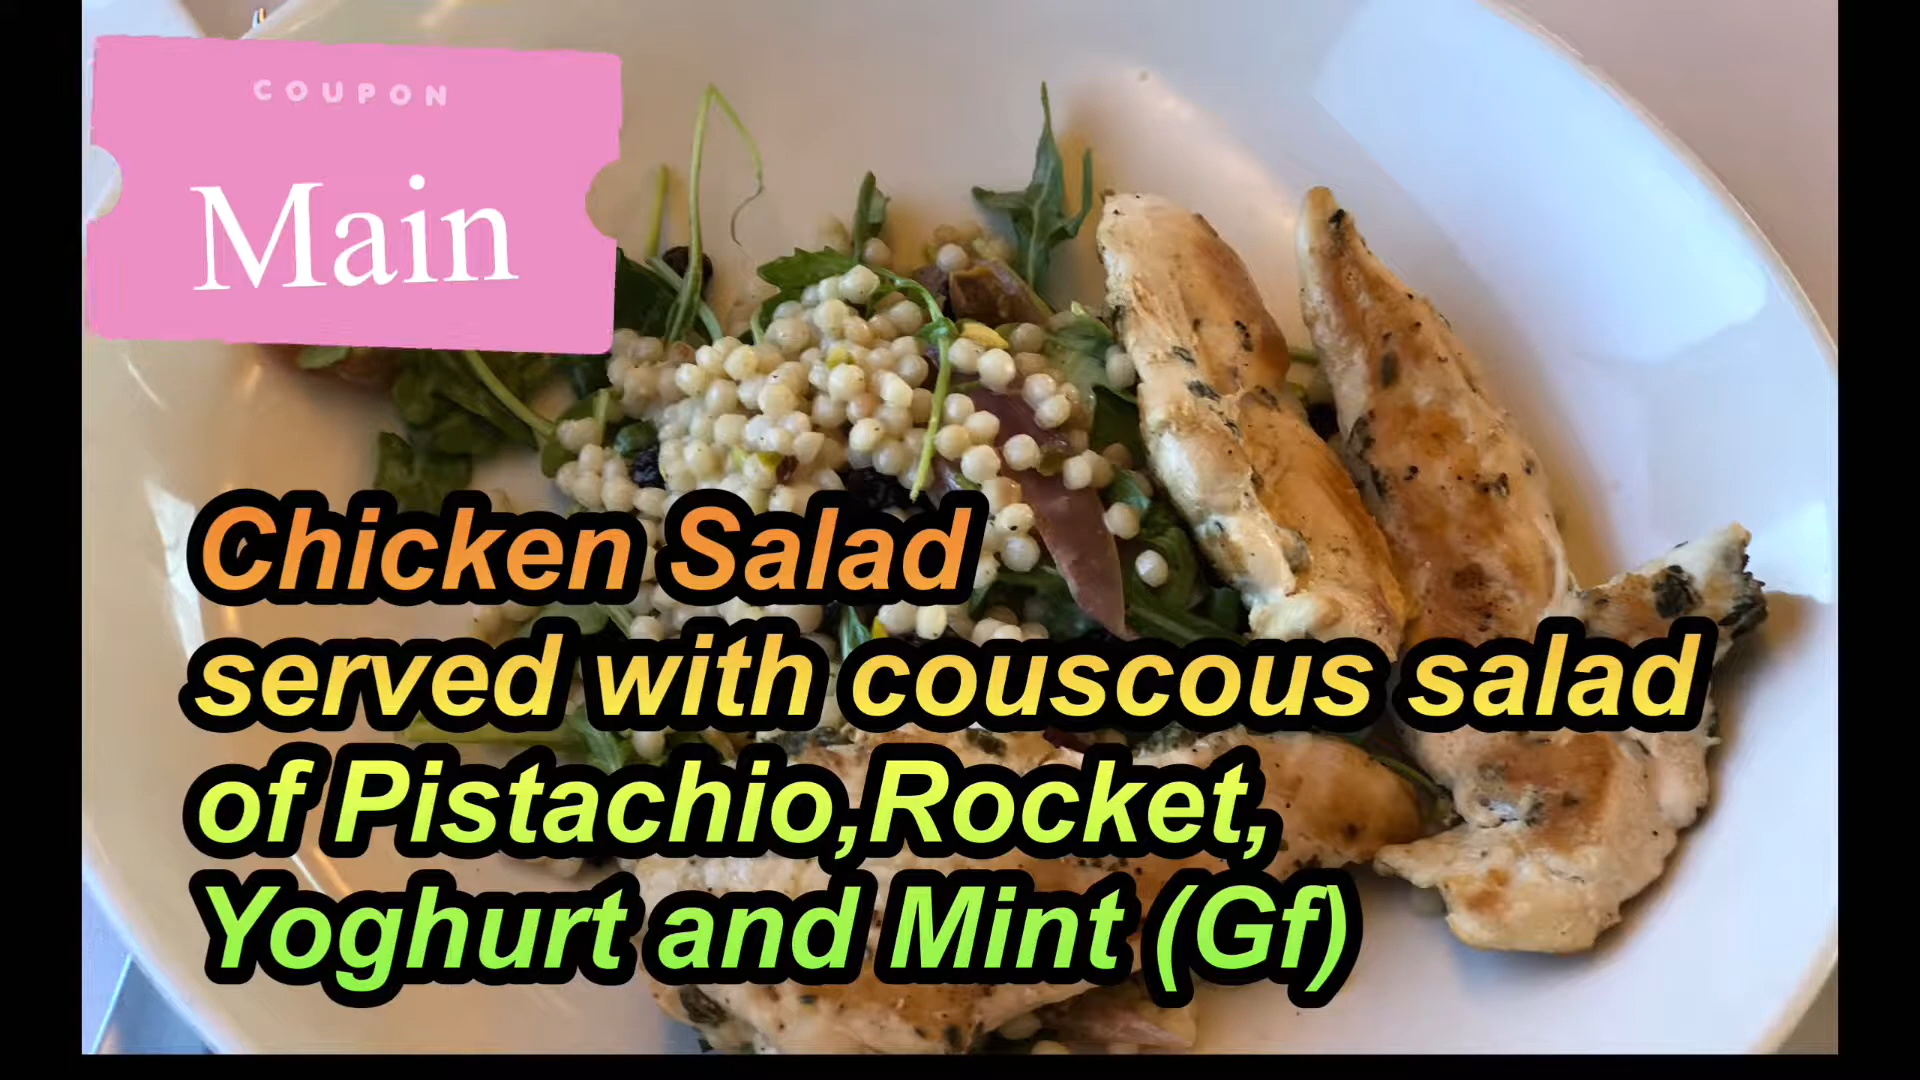 COUPON
Main
Chicken Salad
served with couscous salad
of Pistachio,Rocket,
Yoghurt and Mint (Gf)